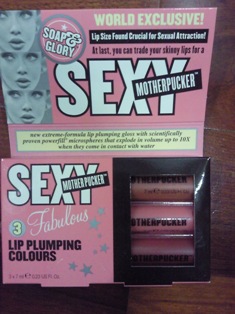 WORLD EXCLUSIVE!
SOAP &
GLORY
Lip Size Found Crucial for Sexual Attraction!
At last, you can trade your skinny lips for a
SEXY
MOTHERPUCKER™
new extreme-formula lip plumping gloss with scientifically
proven powerful microspheres that explode in volume up to 10X
when they come in contact with water
SEXY
MOTHERPUCKER™
3
Fabulous
LIP PLUMPING
COLOURS
MOTHERPUCKER
MOTHERPUCKER
MOTHERPUCKER